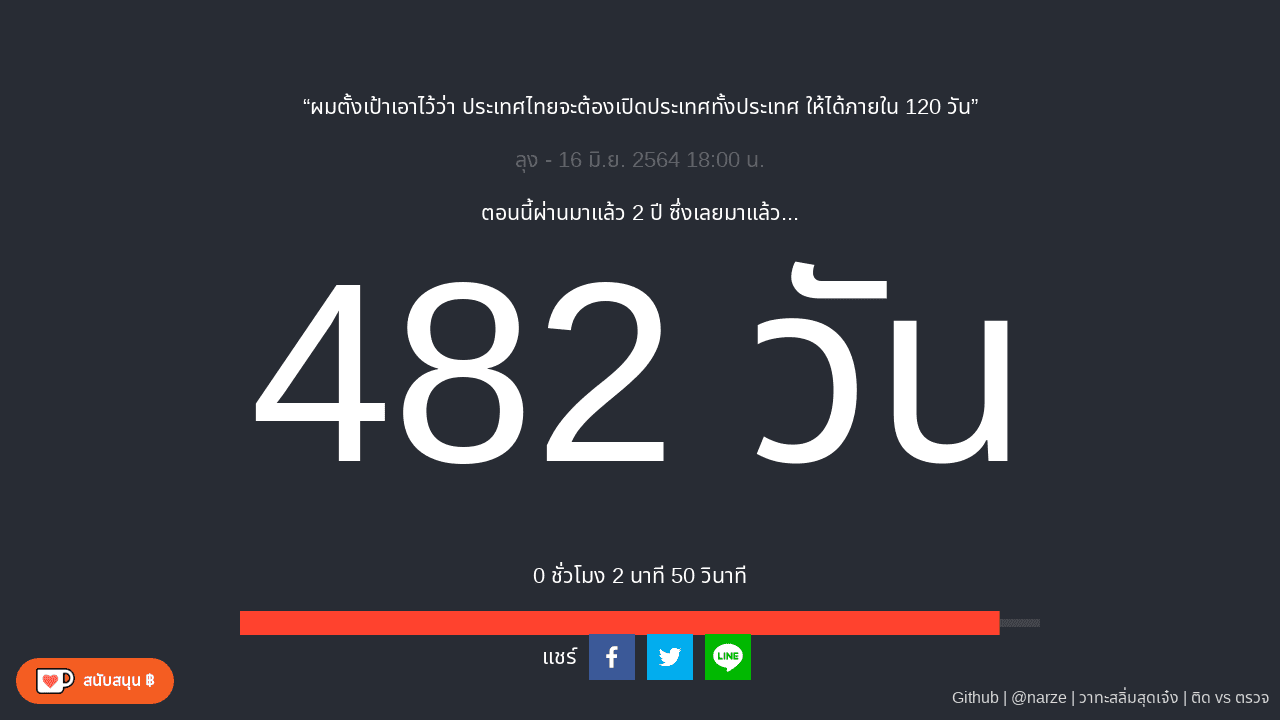 “ผมตั้งเป้าเอาไว้ว่า ประเทศไทยจะต้องเปิดประเทศทั้งประเทศ ให้ได้ภายใน 120 วัน”
ลุง - 16 มิ.ย. 2564 18:00 น.
ตอนนี้ผ่านมาแล้ว 2 ปี ซึ่งเลยมาแล้ว...
482 วัน
0 ชั่วโมง 2 นาที 50 วินาที
แชร์
LINE
สนับสนุน ฿
Github | @narze | วาทะสลิ่มสุดเจ๋ง | ติด vs ตรวจ